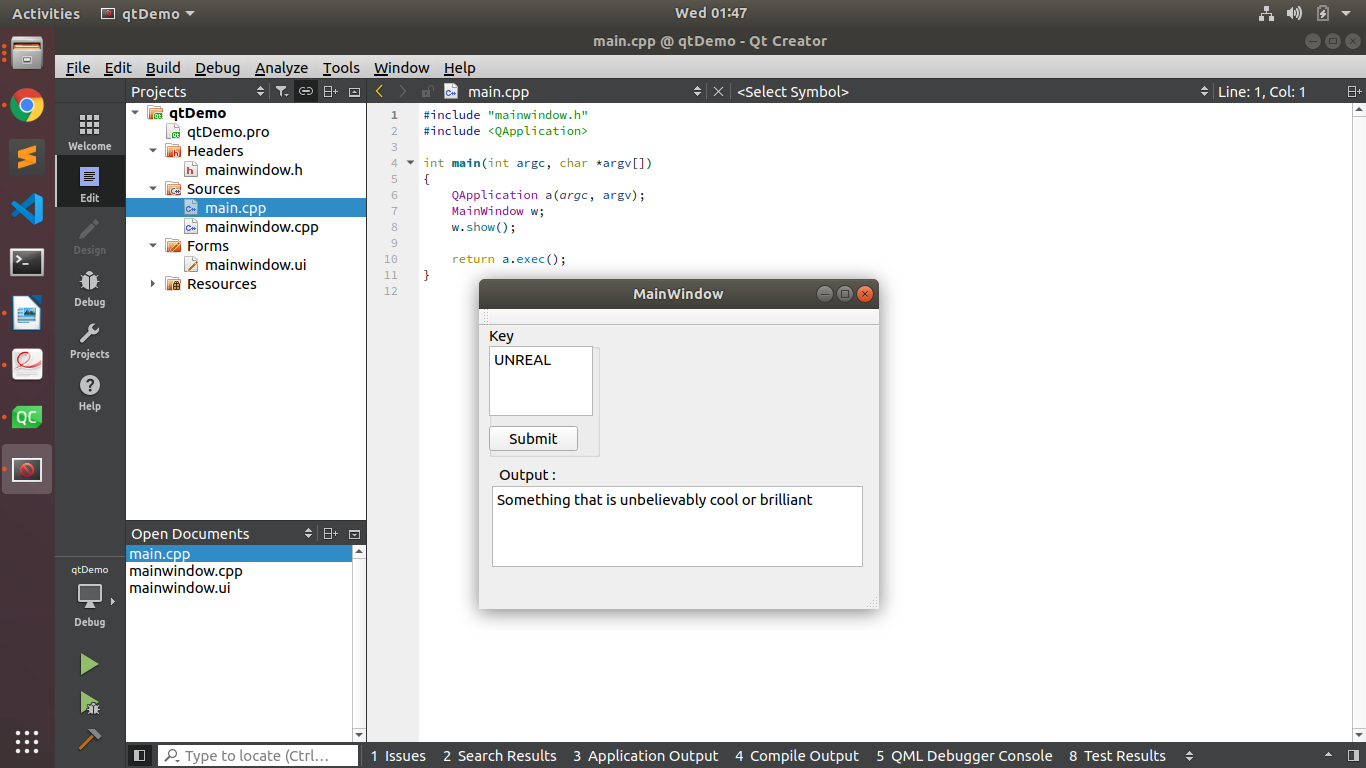 Activities
qtDemo
Wed 01:47
main.cpp @ qtDemo - Qt Creator
File Edit Build Debug Analyze Tools Window Help
Projects
main.cpp
<Select Symbol>
Line: 1, Col: 1
Welcome
Edit
Design
Debug
Projects
Help
qtDemo
Debug
qtDemo
qtDemo.pro
Headers
mainwindow.h
Sources
main.cpp
mainwindow.cpp
Forms
mainwindow.ui
Resources
Open Documents
main.cpp
mainwindow.cpp
mainwindow.ui
1 #include "mainwindow.h"
2 #include <QApplication>
3
4 int main(int argc, char *argv[])
5 {
6 QApplication a(argc, argv);
7 MainWindow w;
8 w.show();
9
10 return a.exec();
11 }
12
MainWindow
Key
UNREAL
Submit
Output :
Something that is unbelievably cool or brilliant
Type to locate (Ctrl...
1 Issues 2 Search Results 3 Application Output 4 Compile Output 5 QML Debugger Console 8 Test Results
QC